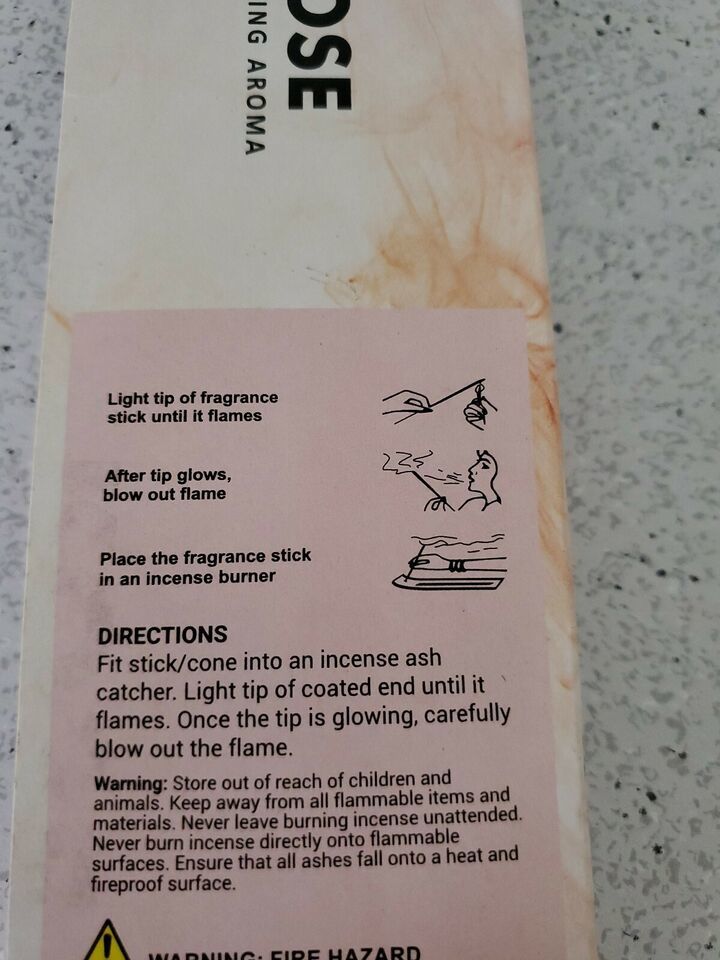 OSE
ING AROMA
Light tip of fragrance
stick until it flames
After tip glows,
blow out flame
Place the fragrance stick
in an incense burner
DIRECTIONS
Fit stick/cone into an incense ash
catcher. Light tip of coated end until it
flames. Once the tip is glowing, carefully
blow out the flame.
Warning: Store out of reach of children and
animals. Keep away from all flammable items and
materials. Never leave burning incense unattended.
Never burn incense directly onto flammable
surfaces. Ensure that all ashes fall onto a heat and
fireproof surface.
WARNING: FIRE HAZARD